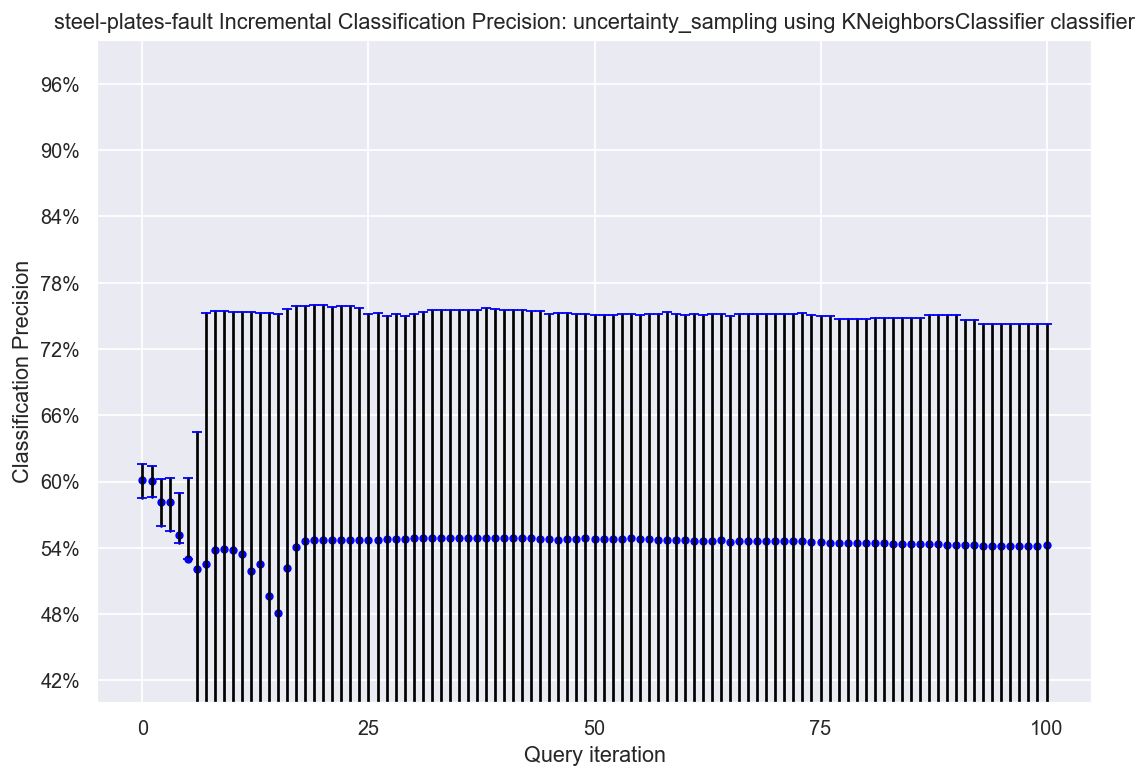 steel-plates-fault Incremental Classification Precision: uncertainty_sampling using KNeighborsClassifier classifier
96%
90%
84%
78%
72%
66%
60%
54%
48%
42%
Classification Precision
0 25 50 75 100
Query iteration